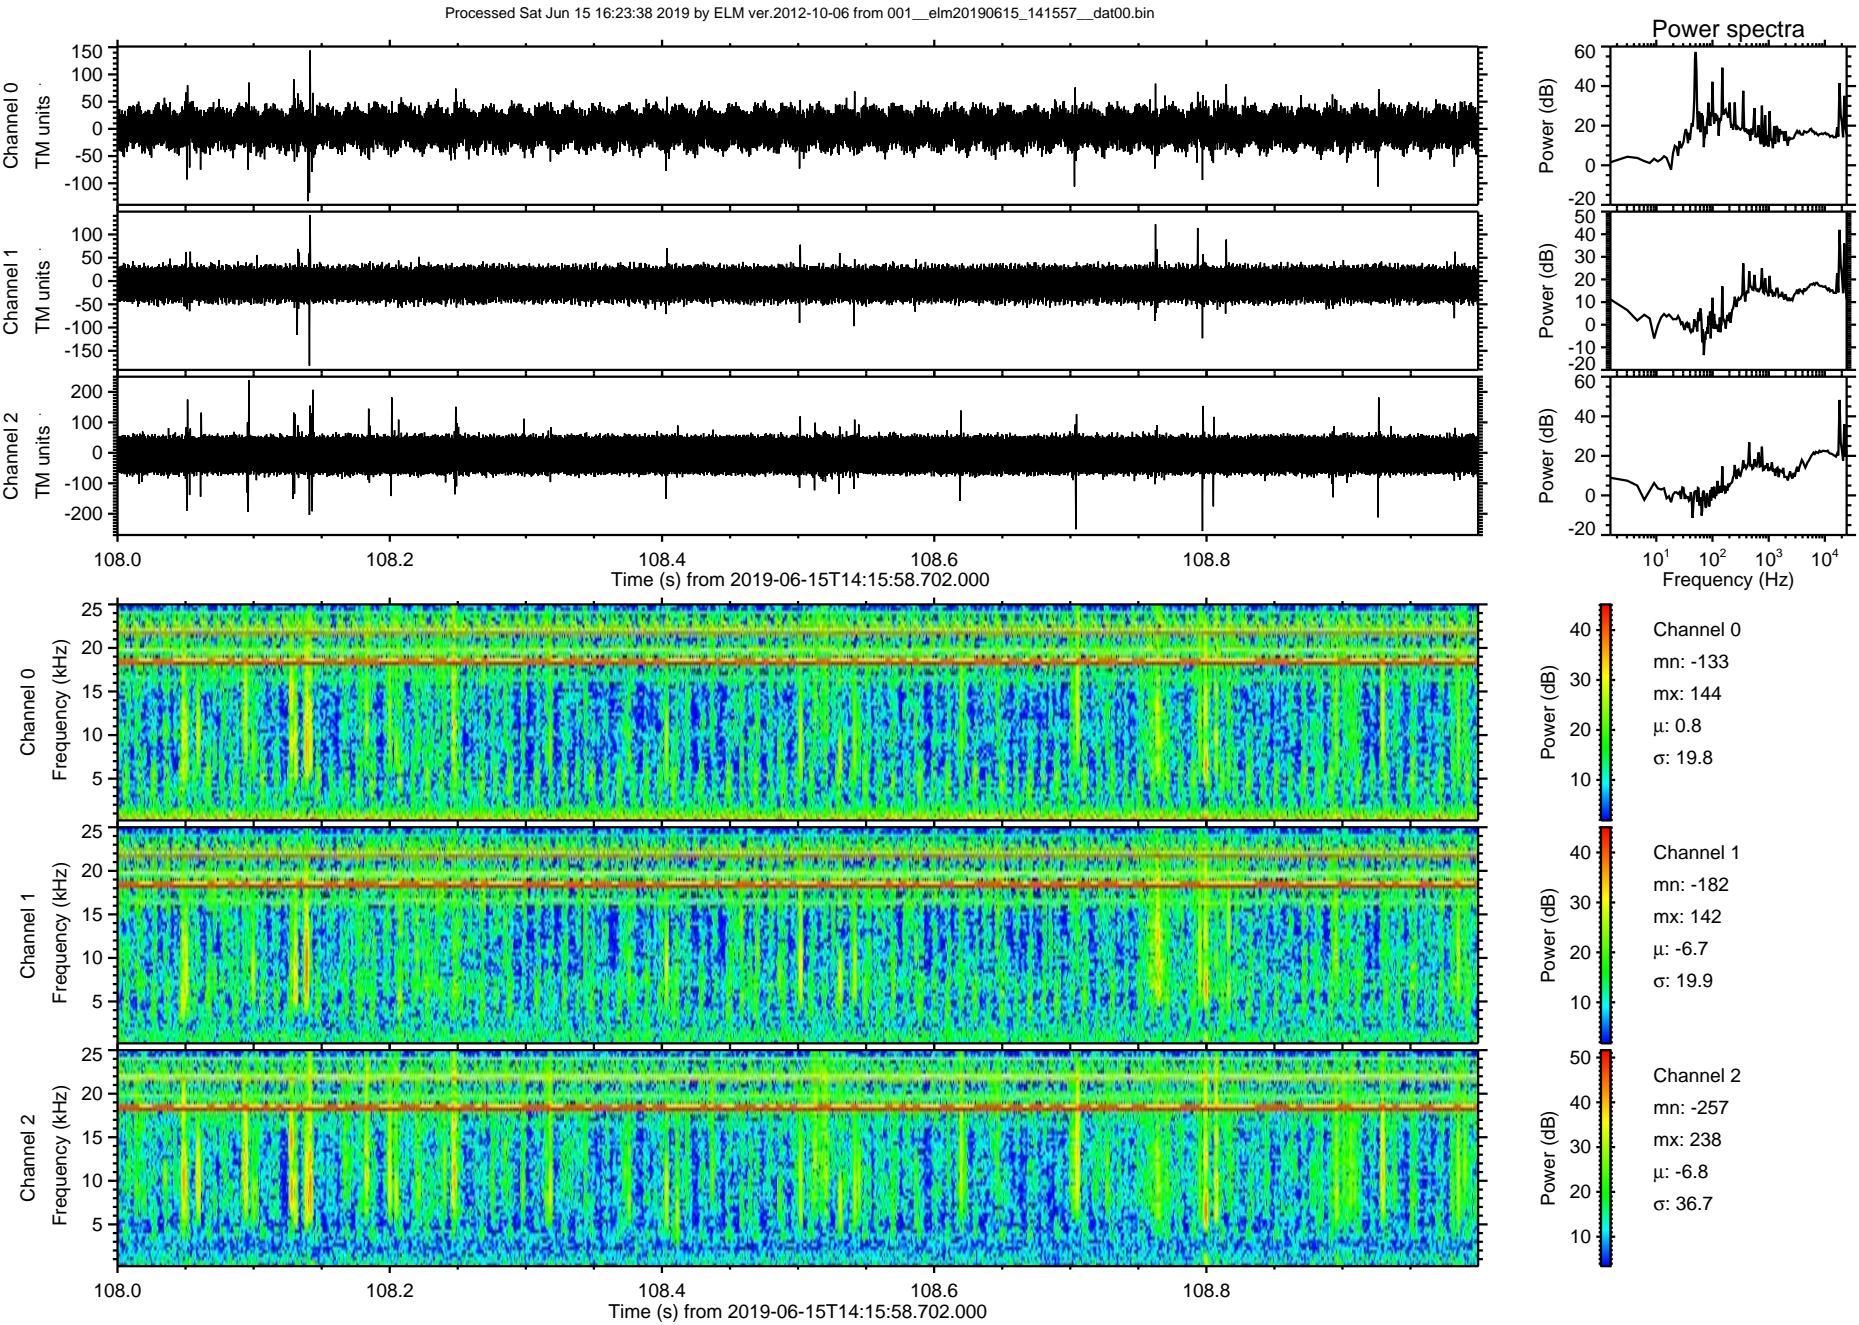 Processed Sat Jun 15 16:23:38 2019 by ELM ver.2012-10-06 from 001__elm20190615_141557__dat00.bin
Power spectra
Channel 0
TM units
150
100
50
0
-50
-100
Power (dB)
60
40
20
0
-20
Channel 1
TM units
100
50
0
-50
-100
-150
Power (dB)
50
40
30
20
10
0
-10
-20
Channel 2
TM units
200
100
0
-100
-200
Power (dB)
60
40
20
0
-20
108.0 108.2 108.4 108.6 108.8
Time (s) from 2019-06-15T14:15:58.702.000
10¹ 10² 10³ 10⁴
Frequency (Hz)
Channel 0
Frequency (kHz)
25
20
15
10
5
Power (dB)
40
30
20
10
Channel 0
mn: -133
mx: 144
μ: 0.8
σ: 19.8
Channel 1
Frequency (kHz)
25
20
15
10
5
Power (dB)
40
30
20
10
Channel 1
mn: -182
mx: 142
μ: -6.7
σ: 19.9
Channel 2
Frequency (kHz)
25
20
15
10
5
Power (dB)
50
40
30
20
10
Channel 2
mn: -257
mx: 238
μ: -6.8
σ: 36.7
108.0 108.2 108.4 108.6 108.8
Time (s) from 2019-06-15T14:15:58.702.000